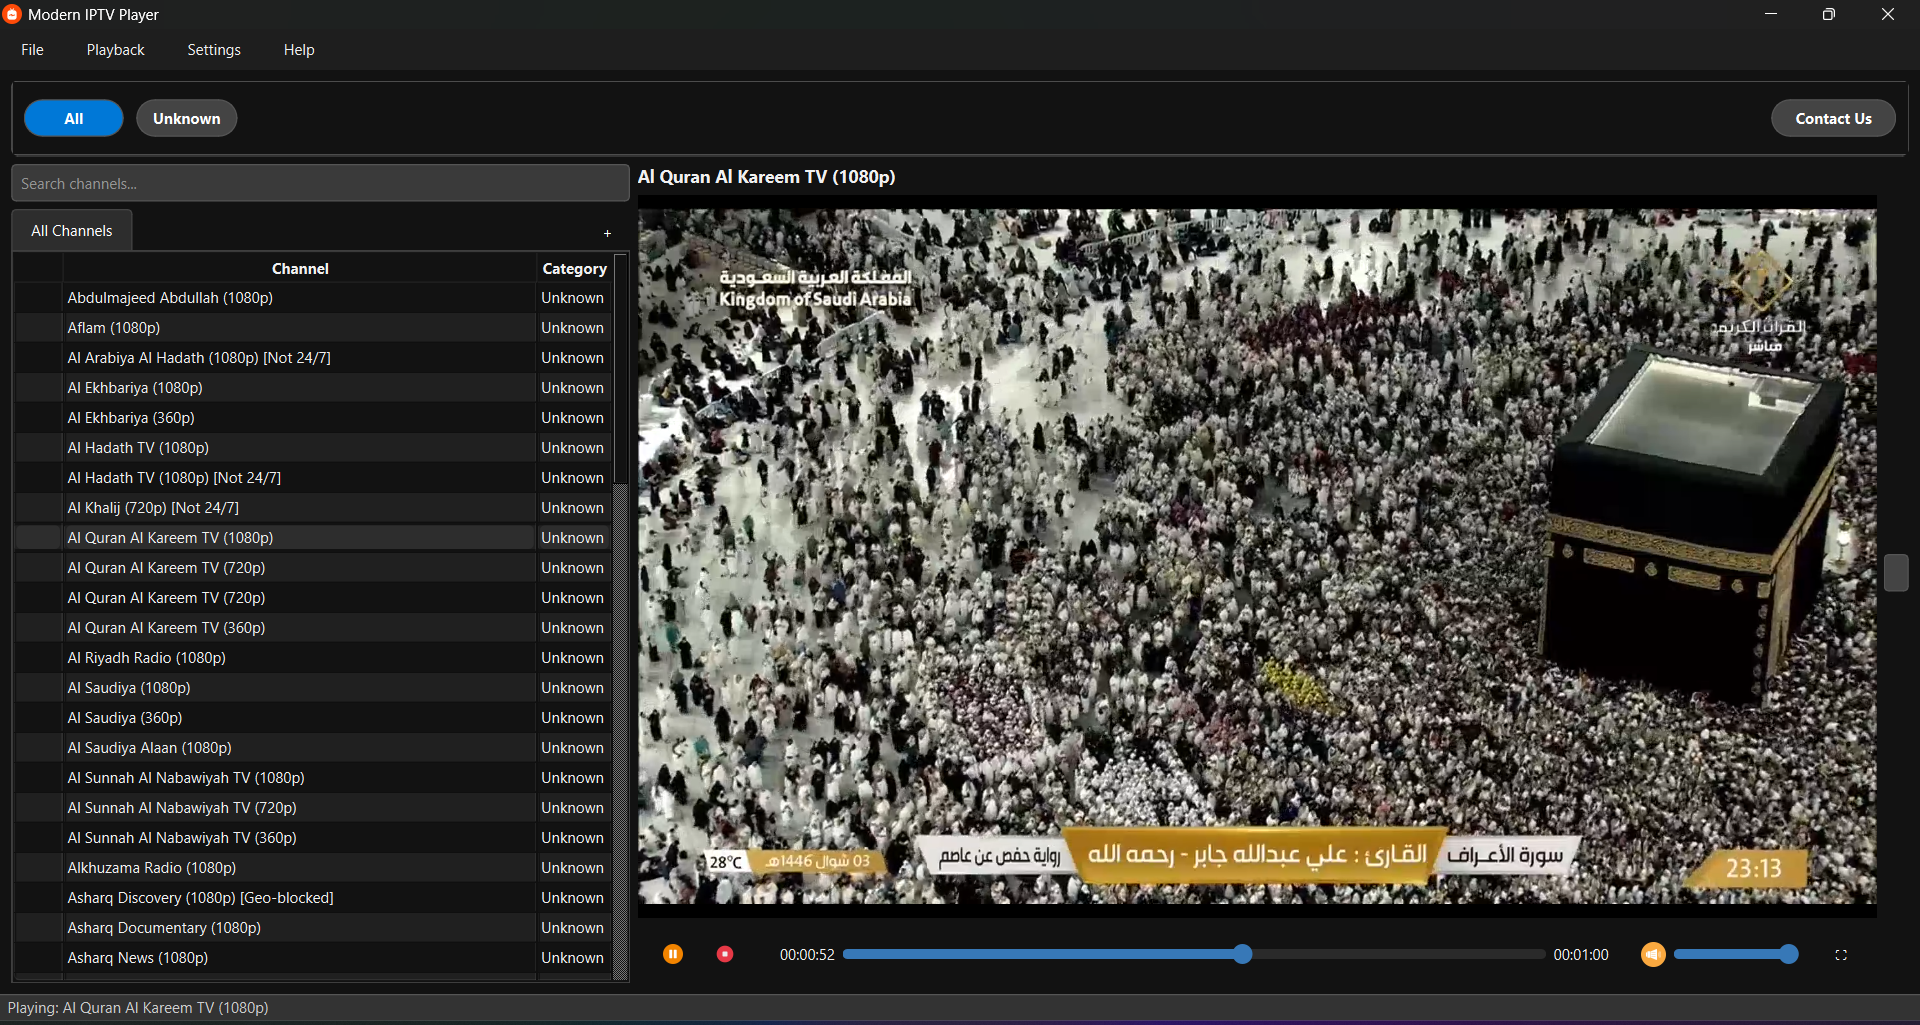 Modern IPTV Player
File Playback Settings Help
All Unknown Contact Us
Search channels...
All Channels +
Channel Category
Abdulmajeed Abdullah (1080p) Unknown
Aflam (1080p) Unknown
Al Arabiya Al Hadath (1080p) [Not 24/7] Unknown
Al Ekhbariya (1080p) Unknown
Al Ekhbariya (360p) Unknown
Al Hadath TV (1080p) Unknown
Al Hadath TV (1080p) [Not 24/7] Unknown
Al Khalij (720p) [Not 24/7] Unknown
Al Quran Al Kareem TV (1080p) Unknown
Al Quran Al Kareem TV (720p) Unknown
Al Quran Al Kareem TV (720p) Unknown
Al Quran Al Kareem TV (360p) Unknown
Al Riyadh Radio (1080p) Unknown
Al Saudiya (1080p) Unknown
Al Saudiya (360p) Unknown
Al Saudiya Alaan (1080p) Unknown
Al Sunnah Al Nabawiyah TV (1080p) Unknown
Al Sunnah Al Nabawiyah TV (720p) Unknown
Al Sunnah Al Nabawiyah TV (360p) Unknown
Alkhuzama Radio (1080p) Unknown
Asharq Discovery (1080p) [Geo-blocked] Unknown
Asharq Documentary (1080p) Unknown
Asharq News (1080p) Unknown
Al Quran Al Kareem TV (1080p)
المملكة العربية السعودية
Kingdom of Saudi Arabia
القرآن الكريم
مباشر
سورة الأعراف
القارئ : علي عبدالله جابر - رحمه الله
رواية حفص عن عاصم
03 شوال 1446هـ
28°C
23:13
00:00:52 00:01:00
Playing: Al Quran Al Kareem TV (1080p)